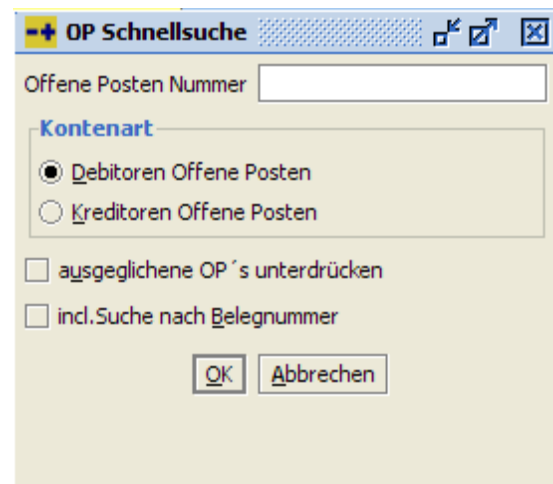 OP Schnellsuche
Offene Posten Nummer
Kontenart
Debitoren Offene Posten
Kreditoren Offene Posten
ausgeglichene OP´s unterdrücken
incl.Suche nach Belegnummer
OK Abbrechen